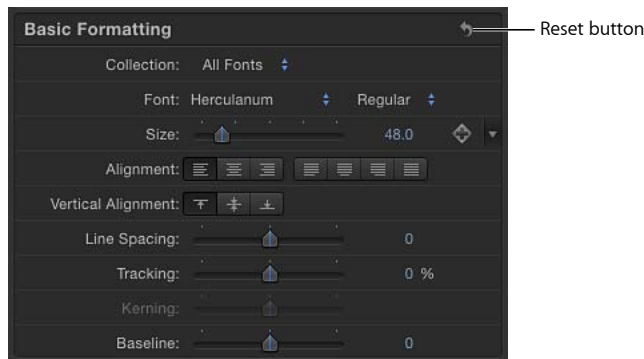 Basic Formatting
Reset button
Collection: All Fonts
Font: Herculanum Regular
Size: 48.0
Alignment:
Vertical Alignment:
Line Spacing: 0
Tracking: 0 %
Kerning:
Baseline: 0